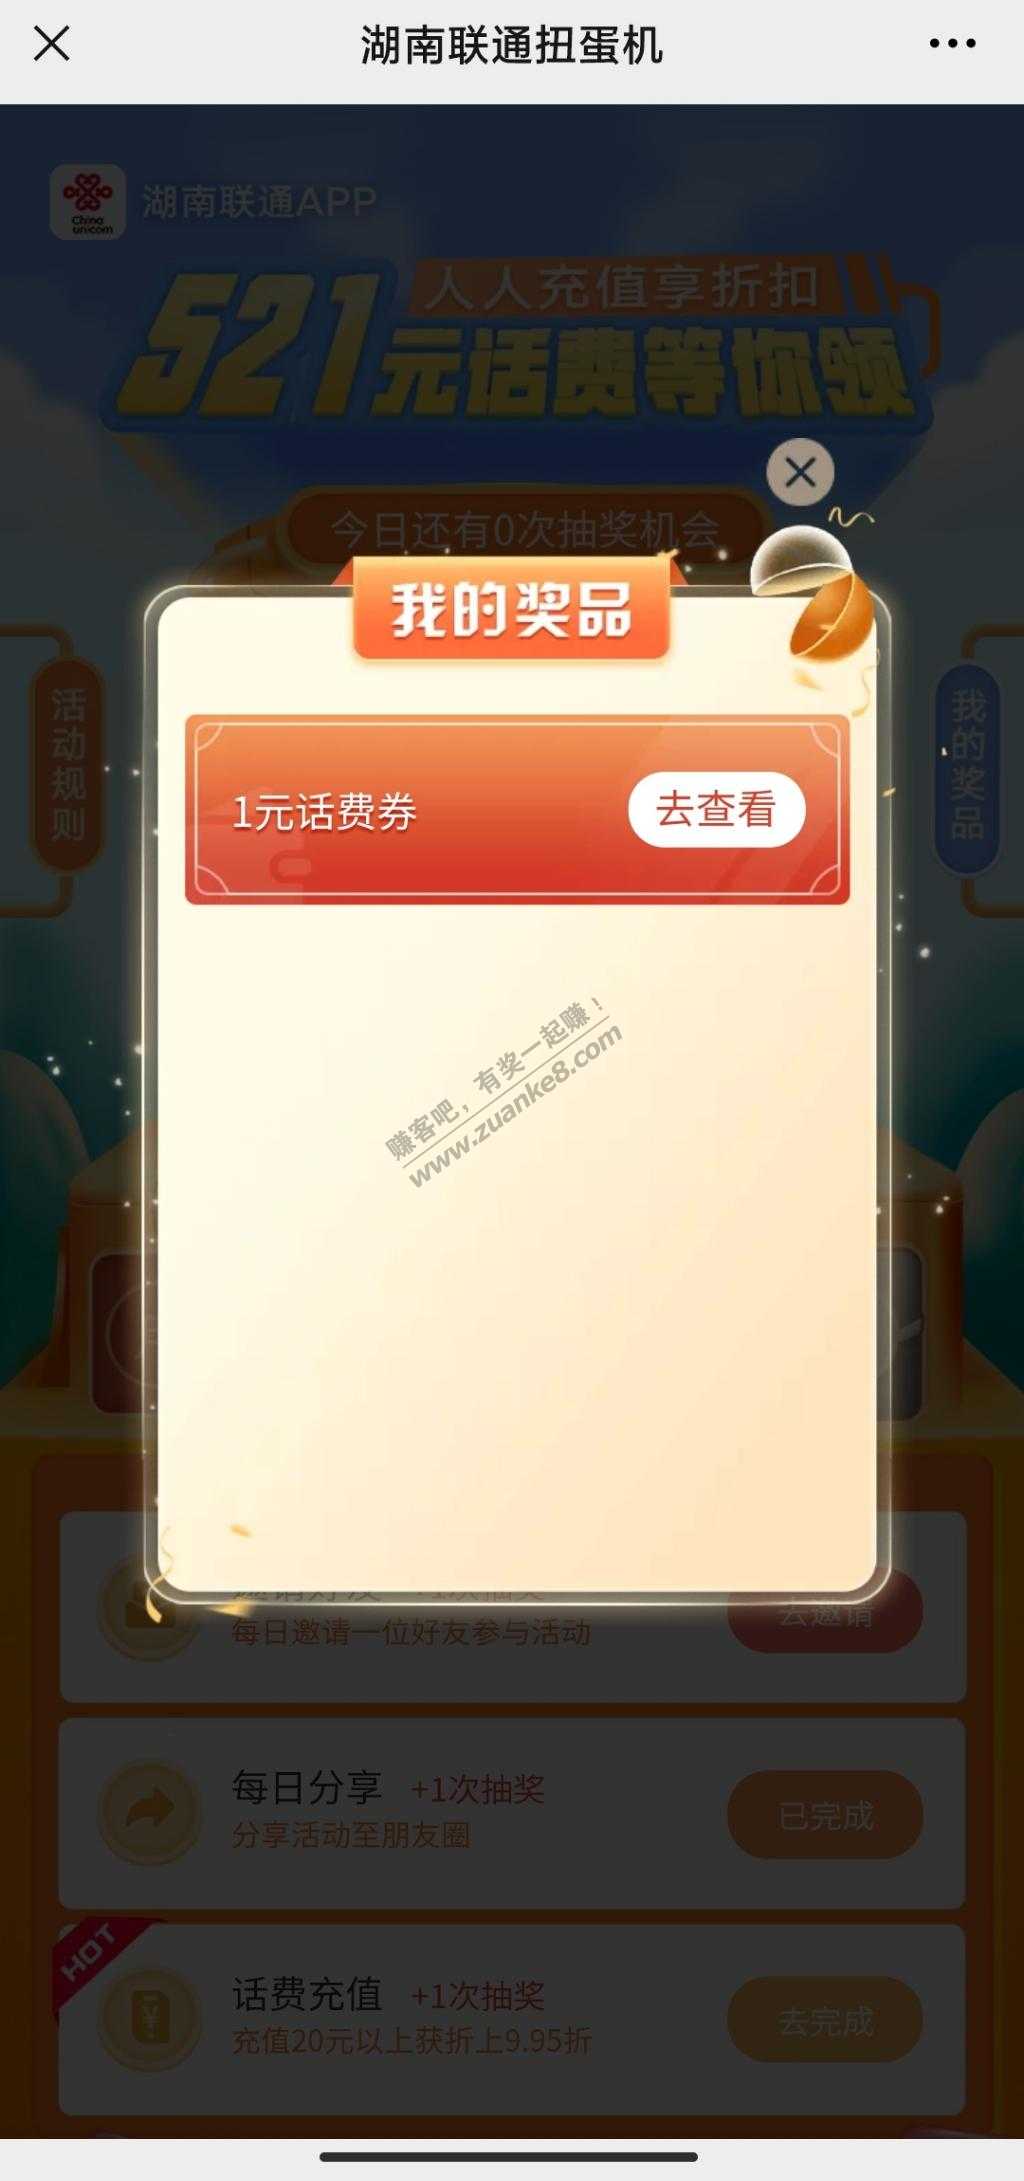 湖南联通扭蛋机
China
unicom
湖南联通APP
人人充值享折扣
521元话费等你领
今日还有0次抽奖机会
我的奖品
活动规则
我的奖品
1元话费券
去查看
赚客吧，有奖一起赚！
www.zuanke8.com
邀请好友 +1次抽奖
每日邀请一位好友参与活动
去邀请
每日分享 +1次抽奖
分享活动至朋友圈
已完成
HOT
话费充值 +1次抽奖
充值20元以上获折上9.95折
去完成